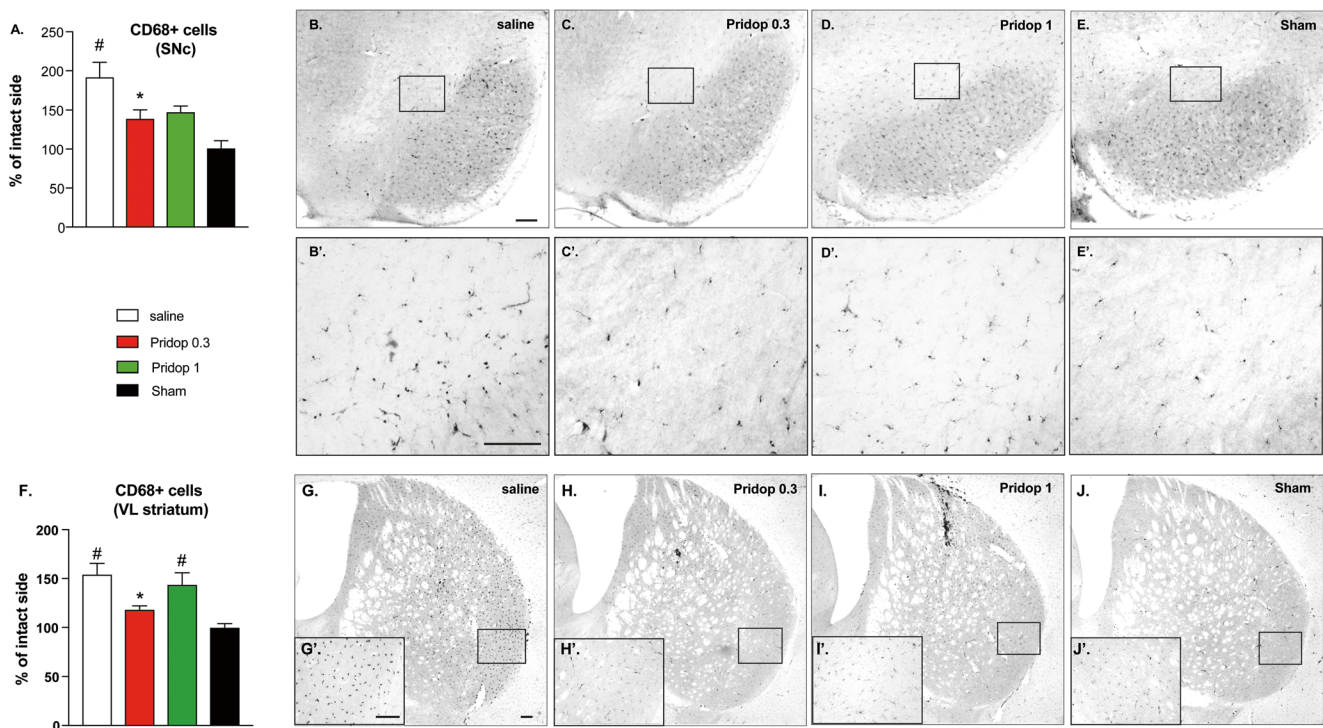 A.
CD68+ cells
(SNc)
% of intact side
250
200
150
100
50
0
#
*
B.
saline
C.
Pridop 0.3
D.
Pridop 1
E.
Sham
B'.
C'.
D'.
E'.
saline
Pridop 0.3
Pridop 1
Sham
F.
CD68+ cells
(VL striatum)
% of intact side
200
150
100
50
0
#
*
#
G.
saline
H.
Pridop 0.3
I.
Pridop 1
J.
Sham
G'.
H'.
I'.
J'.